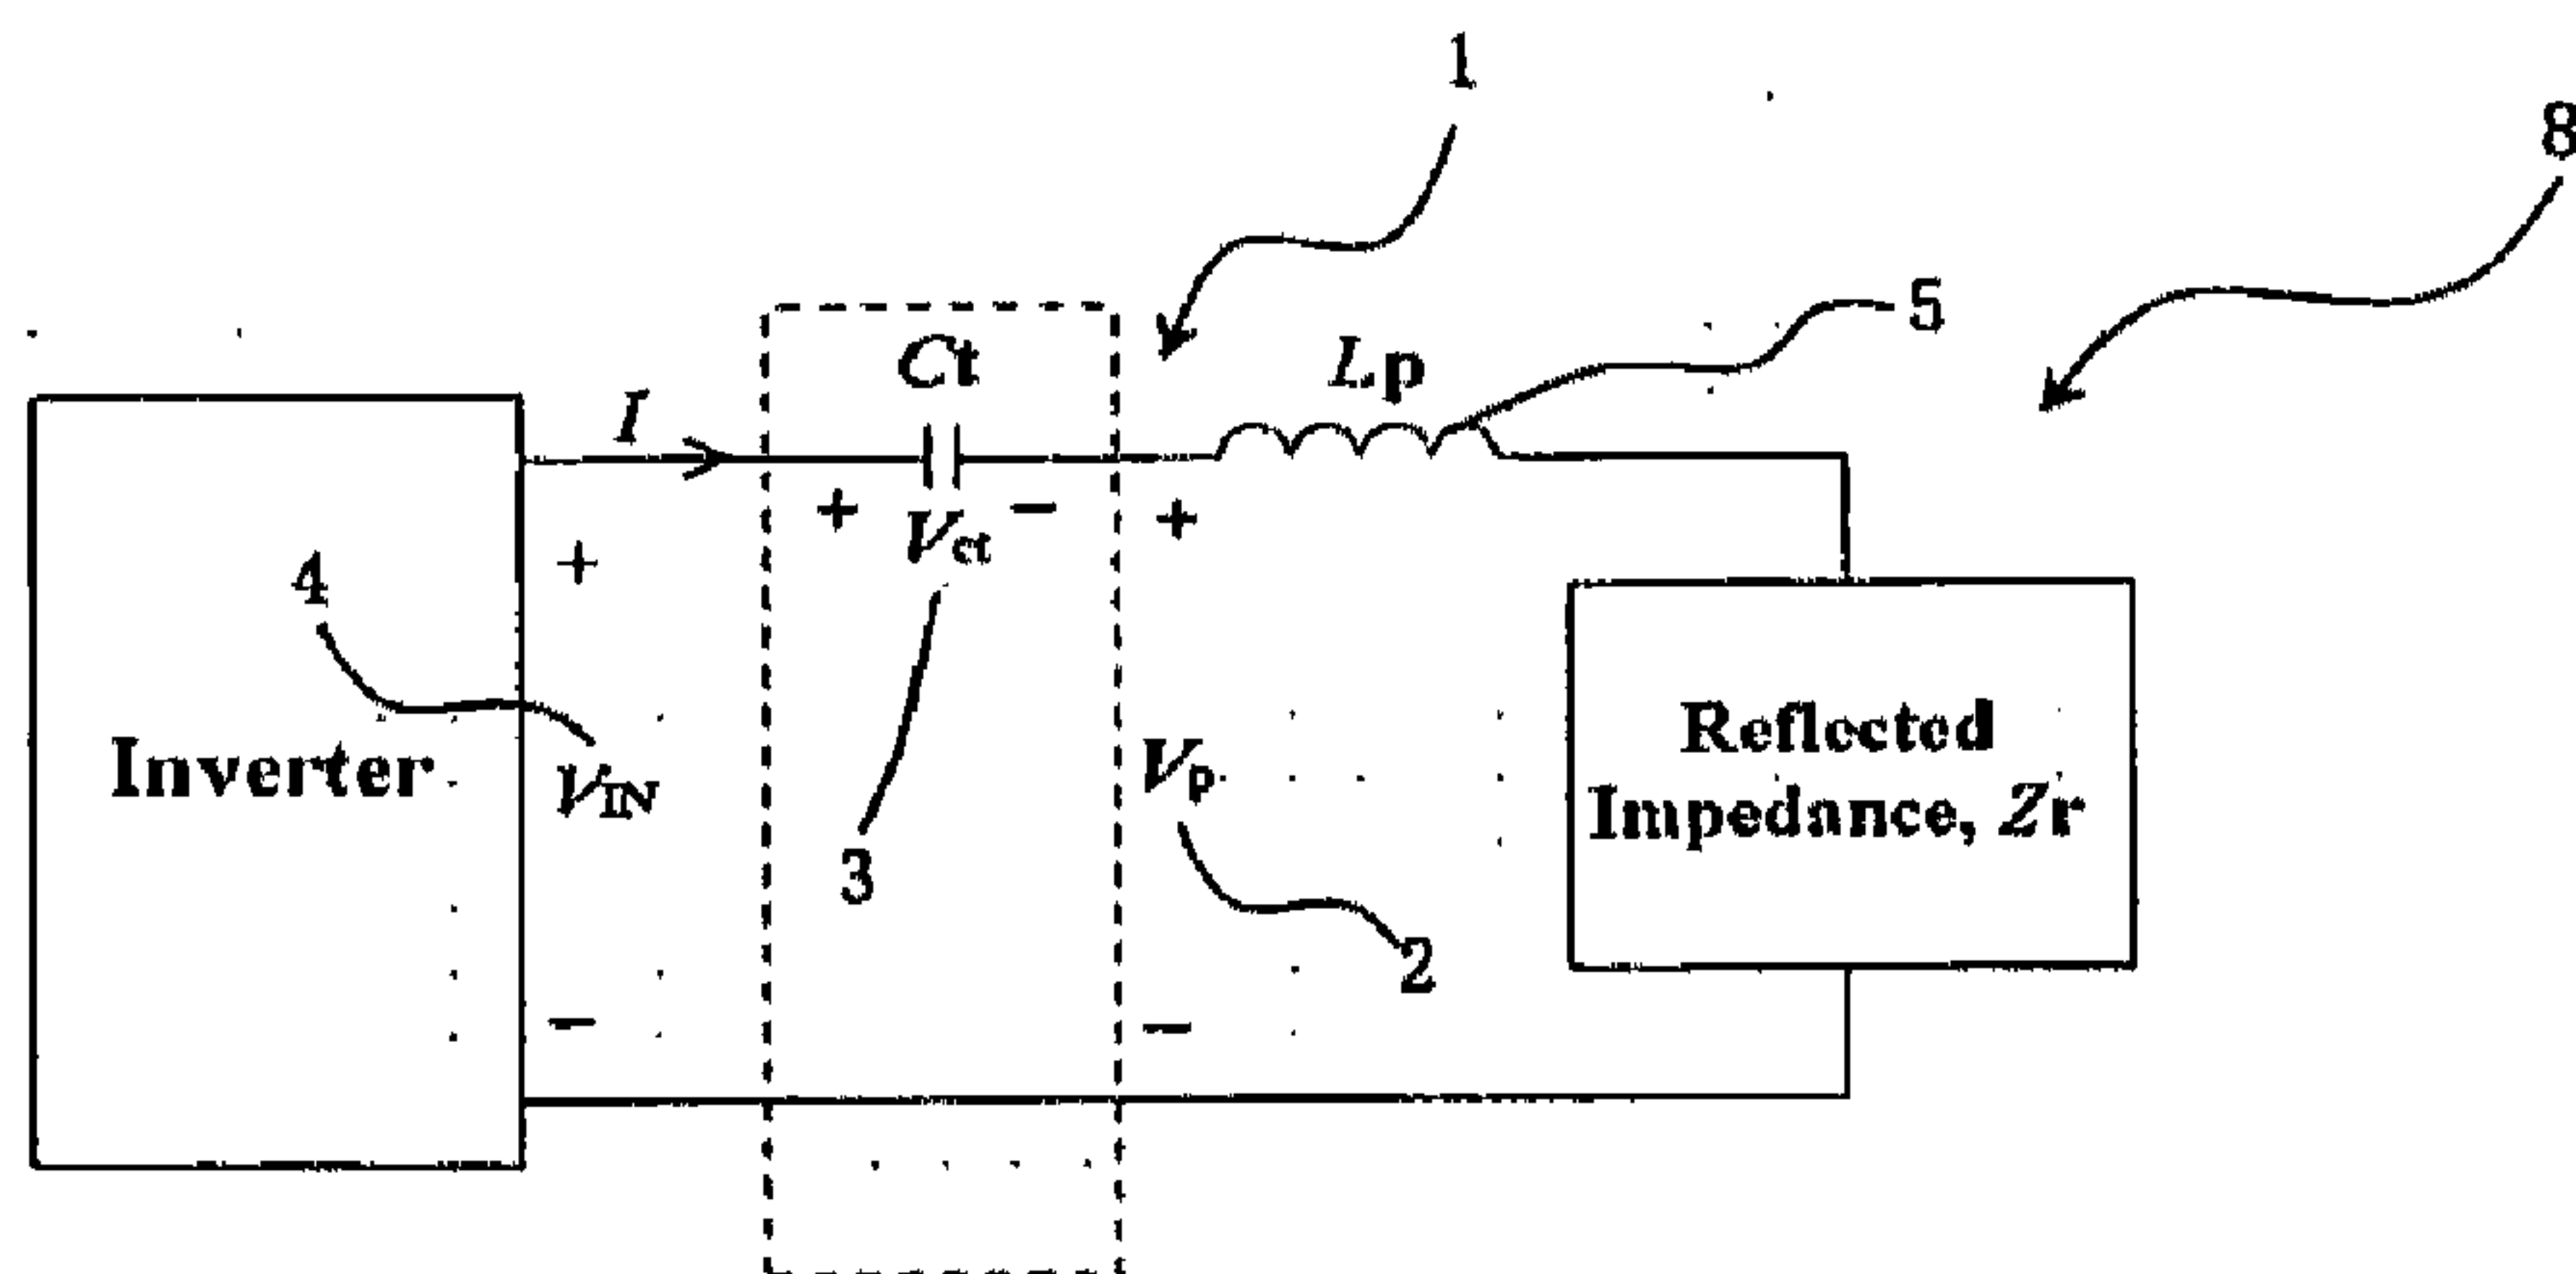 1
8
5
Ct
Lp
I
+ Vct −
+
+
4
Inverter
VIN
3
Vp
2
Reflected
Impedance, Zr
−
−